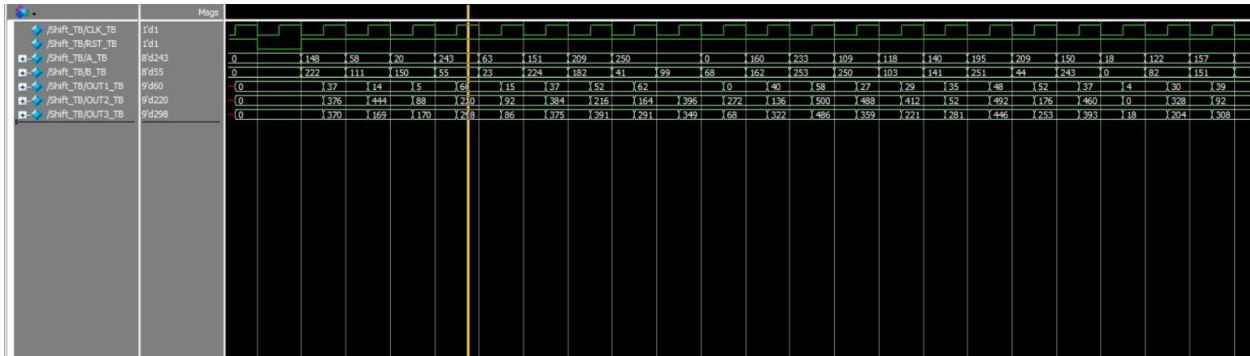 Msgs
/Shift_TB/CLK_TB 1'd1
/Shift_TB/RST_TB 1'd1
/Shift_TB/A_TB 8'd243 0 148 58 20 243 63 151 209 250 0 160 233 109 118 140 195 209 150 18 122 157
/Shift_TB/B_TB 8'd55 0 222 111 150 55 23 224 182 41 99 68 162 253 250 103 141 251 44 243 0 82 151
/Shift_TB/OUT1_TB 9'd60 0 37 14 5 60 15 37 52 62 0 40 58 27 29 35 48 52 37 4 30 39
/Shift_TB/OUT2_TB 9'd220 0 376 444 88 220 92 384 216 164 396 272 136 500 488 412 52 492 176 460 0 328 92
/Shift_TB/OUT3_TB 9'd298 0 370 169 170 298 86 375 391 291 349 68 322 486 359 221 281 446 253 393 18 204 308